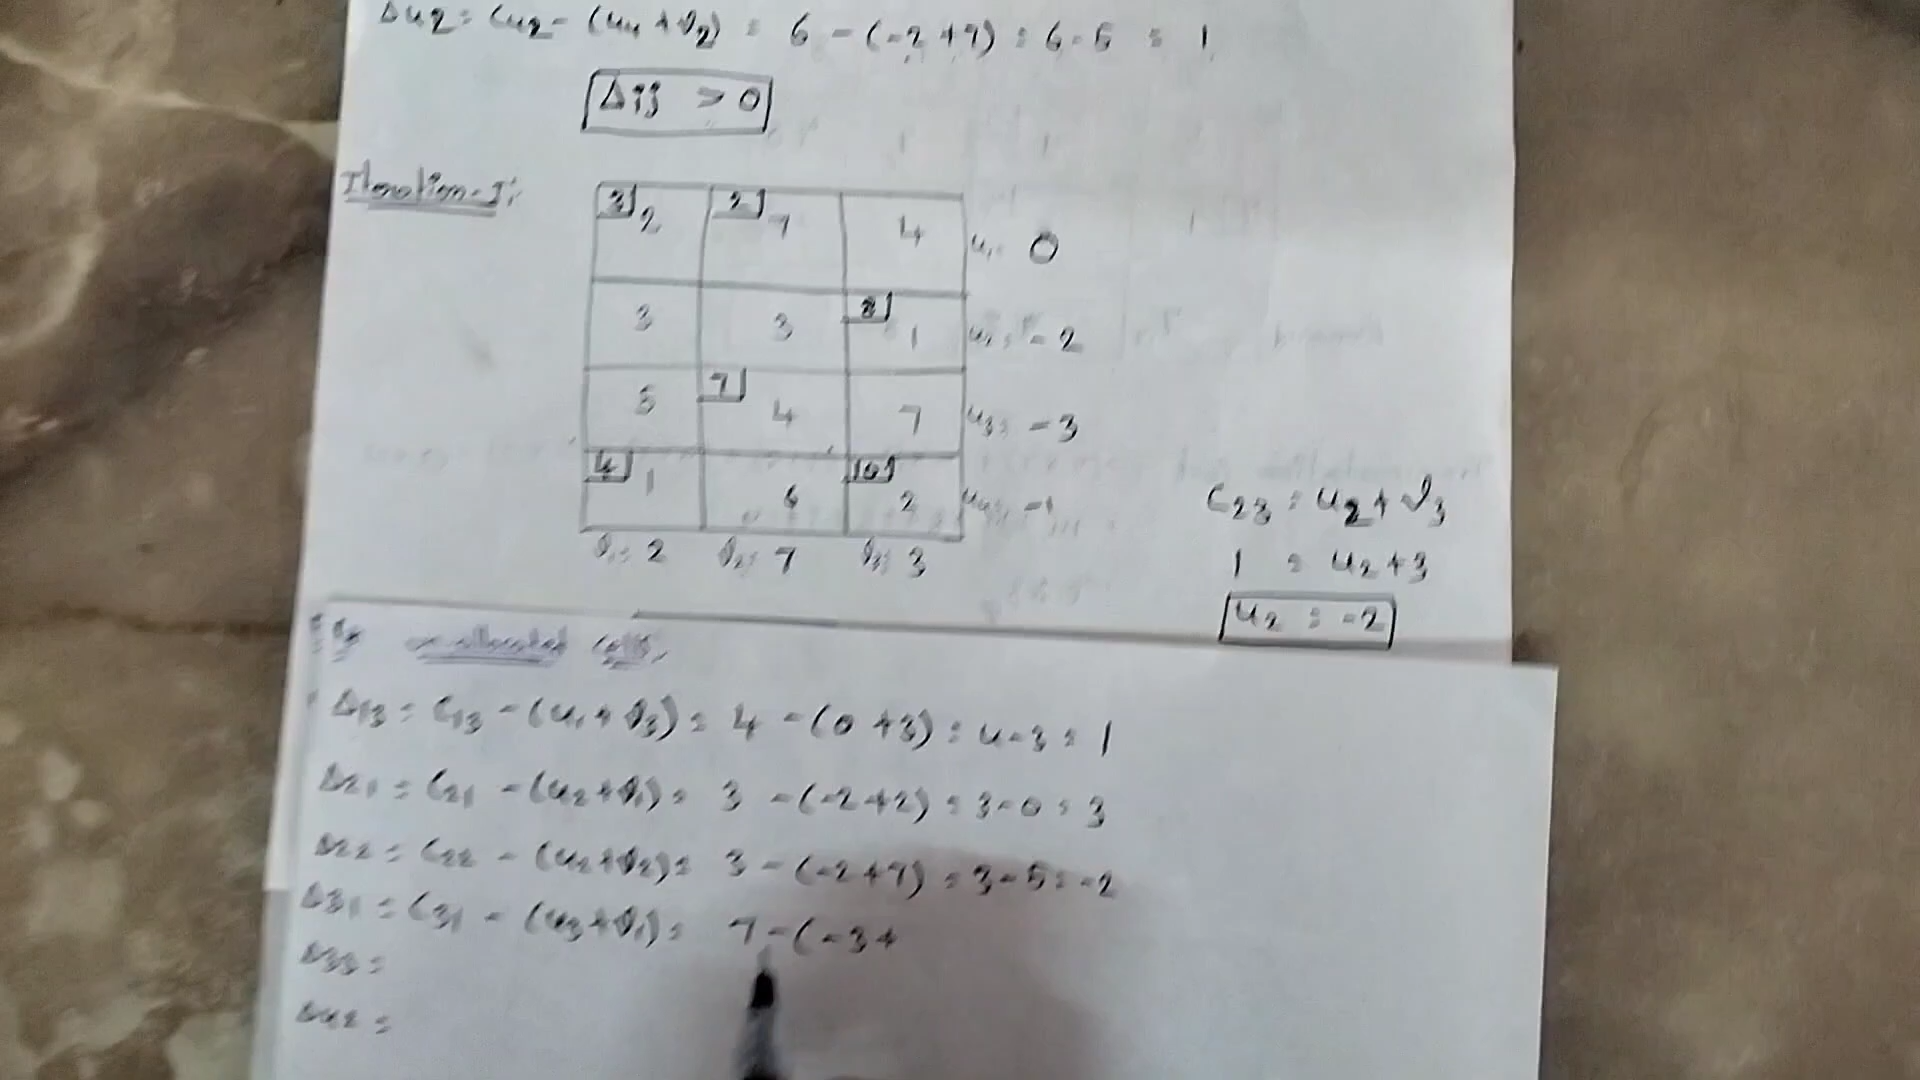 Δ42 = C42 - (u4 + v2) = 6 - (-2 + 7) = 6 - 5 = 1
Δij > 0
Iteration-I:
3 2 2 7 4 u1= 0
3 3 8 1 u2= -2
5 7 4 7 u3= -3
4 1 6 10 2 u4= -1
v1= 2 v2= 7 v3= 3
C23 = u2 + v3
1 = u2 + 3
u2 = -2
unallocated cells,
Δ13 = C13 - (u1 + v3) = 4 - (0 + 3) = 4 - 3 = 1
Δ21 = C21 - (u2 + v1) = 3 - (-2 + 2) = 3 - 0 = 3
Δ22 = C22 - (u2 + v2) = 3 - (-2 + 7) = 3 - 5 = -2
Δ31 = C31 - (u3 + v1) = 7 - (-3 +
Δ33 =
Δ42 =